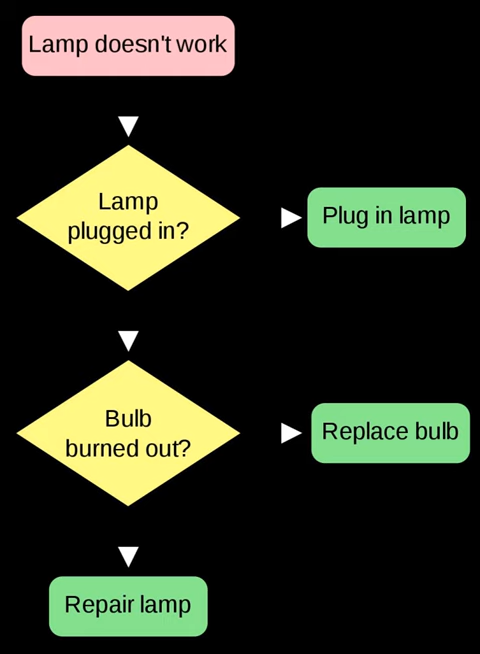 Lamp doesn't work
Lamp
plugged in?
Plug in lamp
Bulb
burned out?
Replace bulb
Repair lamp